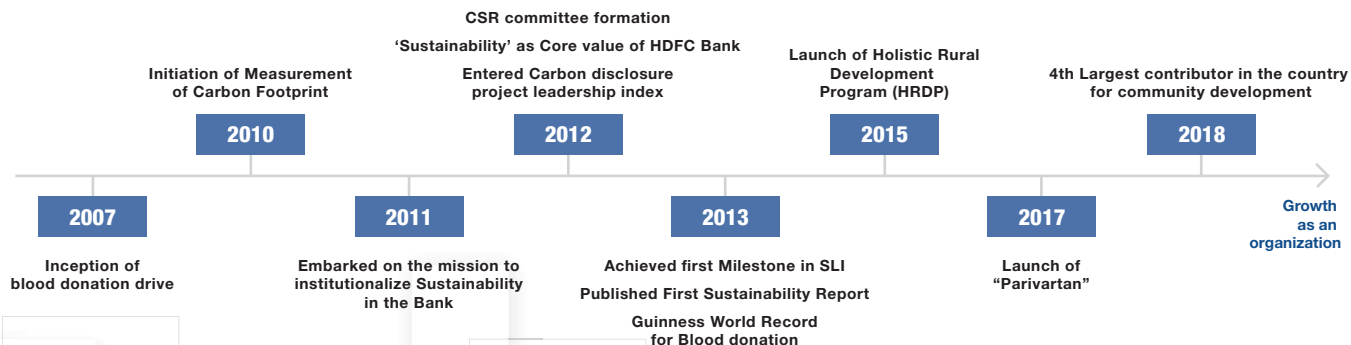 CSR committee formation
‘Sustainability’ as Core value of HDFC Bank
Entered Carbon disclosure
project leadership index
Initiation of Measurement
of Carbon Footprint
Launch of Holistic Rural
Development
Program (HRDP)
4th Largest contributor in the country
for community development
2010
2012
2015
2018
2007
2011
2013
2017
Growth
as an
organization
Inception of
blood donation drive
Embarked on the mission to
institutionalize Sustainability
in the Bank
Achieved first Milestone in SLI
Published First Sustainability Report
Guinness World Record
for Blood donation
Launch of
“Parivartan”